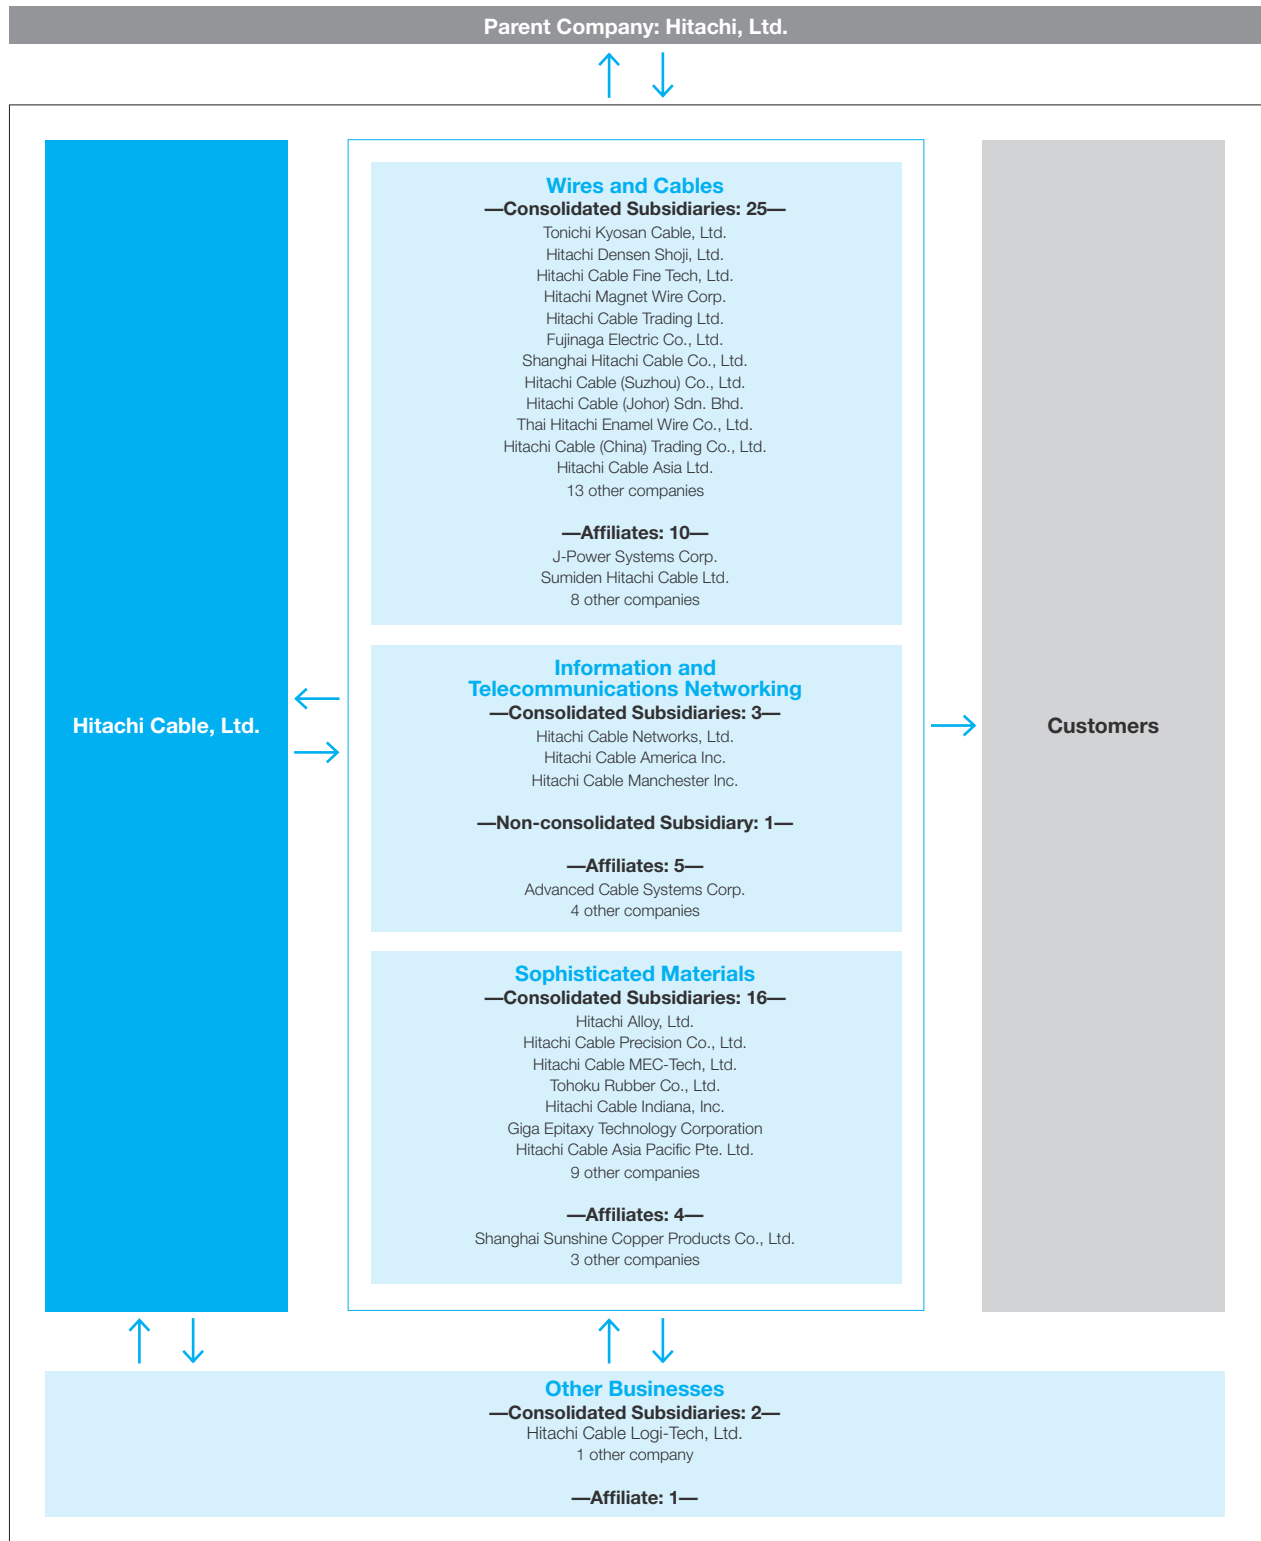 Parent Company: Hitachi, Ltd.
Hitachi Cable, Ltd.
Wires and Cables
—Consolidated Subsidiaries: 25—
Tonichi Kyosan Cable, Ltd.
Hitachi Densen Shoji, Ltd.
Hitachi Cable Fine Tech, Ltd.
Hitachi Magnet Wire Corp.
Hitachi Cable Trading Ltd.
Fujinaga Electric Co., Ltd.
Shanghai Hitachi Cable Co., Ltd.
Hitachi Cable (Suzhou) Co., Ltd.
Hitachi Cable (Johor) Sdn. Bhd.
Thai Hitachi Enamel Wire Co., Ltd.
Hitachi Cable (China) Trading Co., Ltd.
Hitachi Cable Asia Ltd.
13 other companies
—Affiliates: 10—
J-Power Systems Corp.
Sumiden Hitachi Cable Ltd.
8 other companies
Information and
Telecommunications Networking
—Consolidated Subsidiaries: 3—
Hitachi Cable Networks, Ltd.
Hitachi Cable America Inc.
Hitachi Cable Manchester Inc.
—Non-consolidated Subsidiary: 1—
—Affiliates: 5—
Advanced Cable Systems Corp.
4 other companies
Sophisticated Materials
—Consolidated Subsidiaries: 16—
Hitachi Alloy, Ltd.
Hitachi Cable Precision Co., Ltd.
Hitachi Cable MEC-Tech, Ltd.
Tohoku Rubber Co., Ltd.
Hitachi Cable Indiana, Inc.
Giga Epitaxy Technology Corporation
Hitachi Cable Asia Pacific Pte. Ltd.
9 other companies
—Affiliates: 4—
Shanghai Sunshine Copper Products Co., Ltd.
3 other companies
Customers
Other Businesses
—Consolidated Subsidiaries: 2—
Hitachi Cable Logi-Tech, Ltd.
1 other company
—Affiliate: 1—